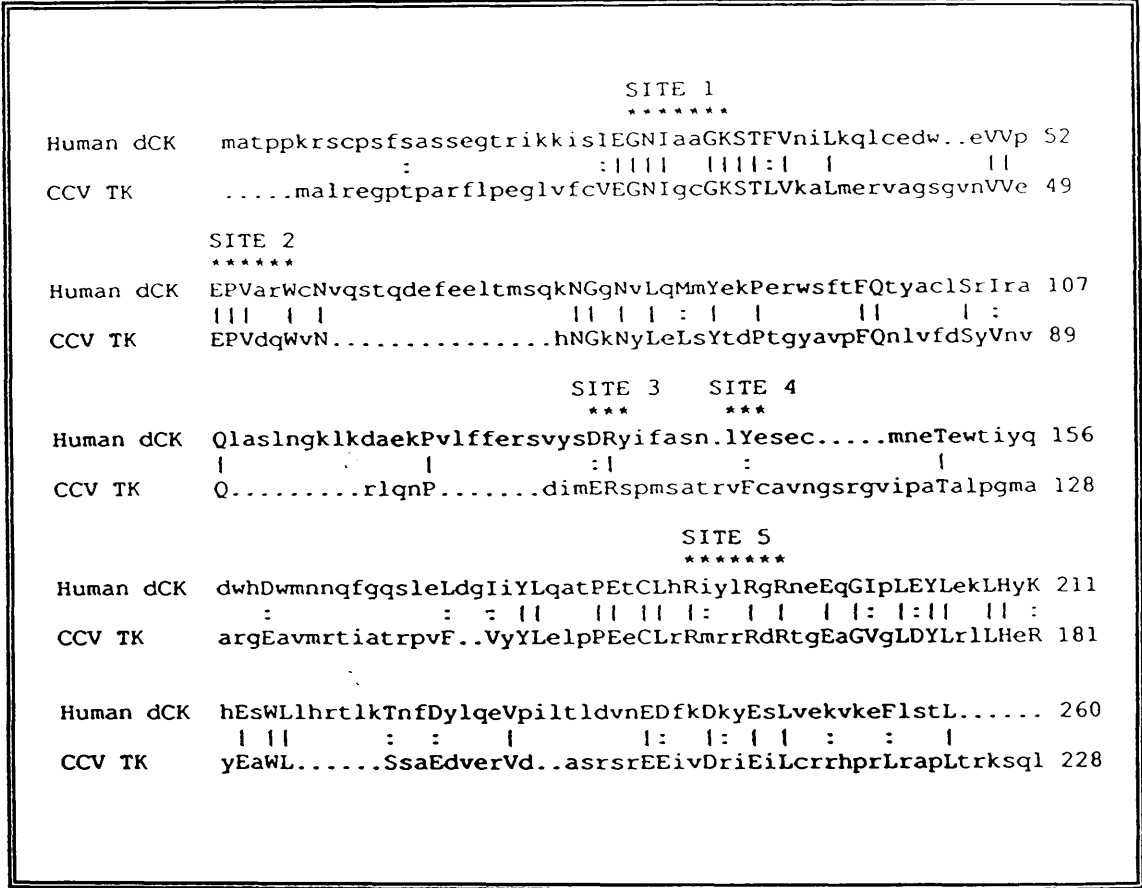 SITE 1
*******
Human dCK matppkrscpsfsassegtrikkislEGNIaaGKSTFVniLkqlcedw..eVVp 52
: :|||| ||||:| | ||
CCV TK .....malregptparflpeglvfcVEGNIgcGKSTLVkaLmervagsgvnVVe 49
SITE 2
******
Human dCK EPVarWcNvqstqdefeeltmsqkNGgNvLqMmYekPerwsftFQtyaclSrIra 107
||| | | || | | : | | || | :
CCV TK EPVdqWvN................hNGkNyLeLsYtdPtgyavpFQnlvfdSyVnv 89
SITE 3 SITE 4
*** ***
Human dCK QlaslngklkdaekPvlffersvysDRyifasn.lYesec.....mneTewtiyq 156
| | :| : |
CCV TK Q.........rlqnP.......dimERspmsatrvFcavngsrgvipaTalpgma 128
SITE 5
*******
Human dCK dwhDwmnnqfgqsleLdgIiYLqatPEtCLhRiylRgRneEqGIpLEYLekLHyK 211
: : : || || || |: | | | |: |:|| || :
CCV TK argEavmrtiatrpvF..VyYLelpPEeCLrRmrrRdRtgEaGVgLDYLrlLHeR 181
Human dCK hEsWLlhrtlkTnfDylqeVpiltldvnEDfkDkyEsLvekvkeFlstL...... 260
| || : : | |: |: | | : : |
CCV TK yEaWL......SsaEdverVd..asrsrEEivDriEiLcrrhprLrapLtrksql 228